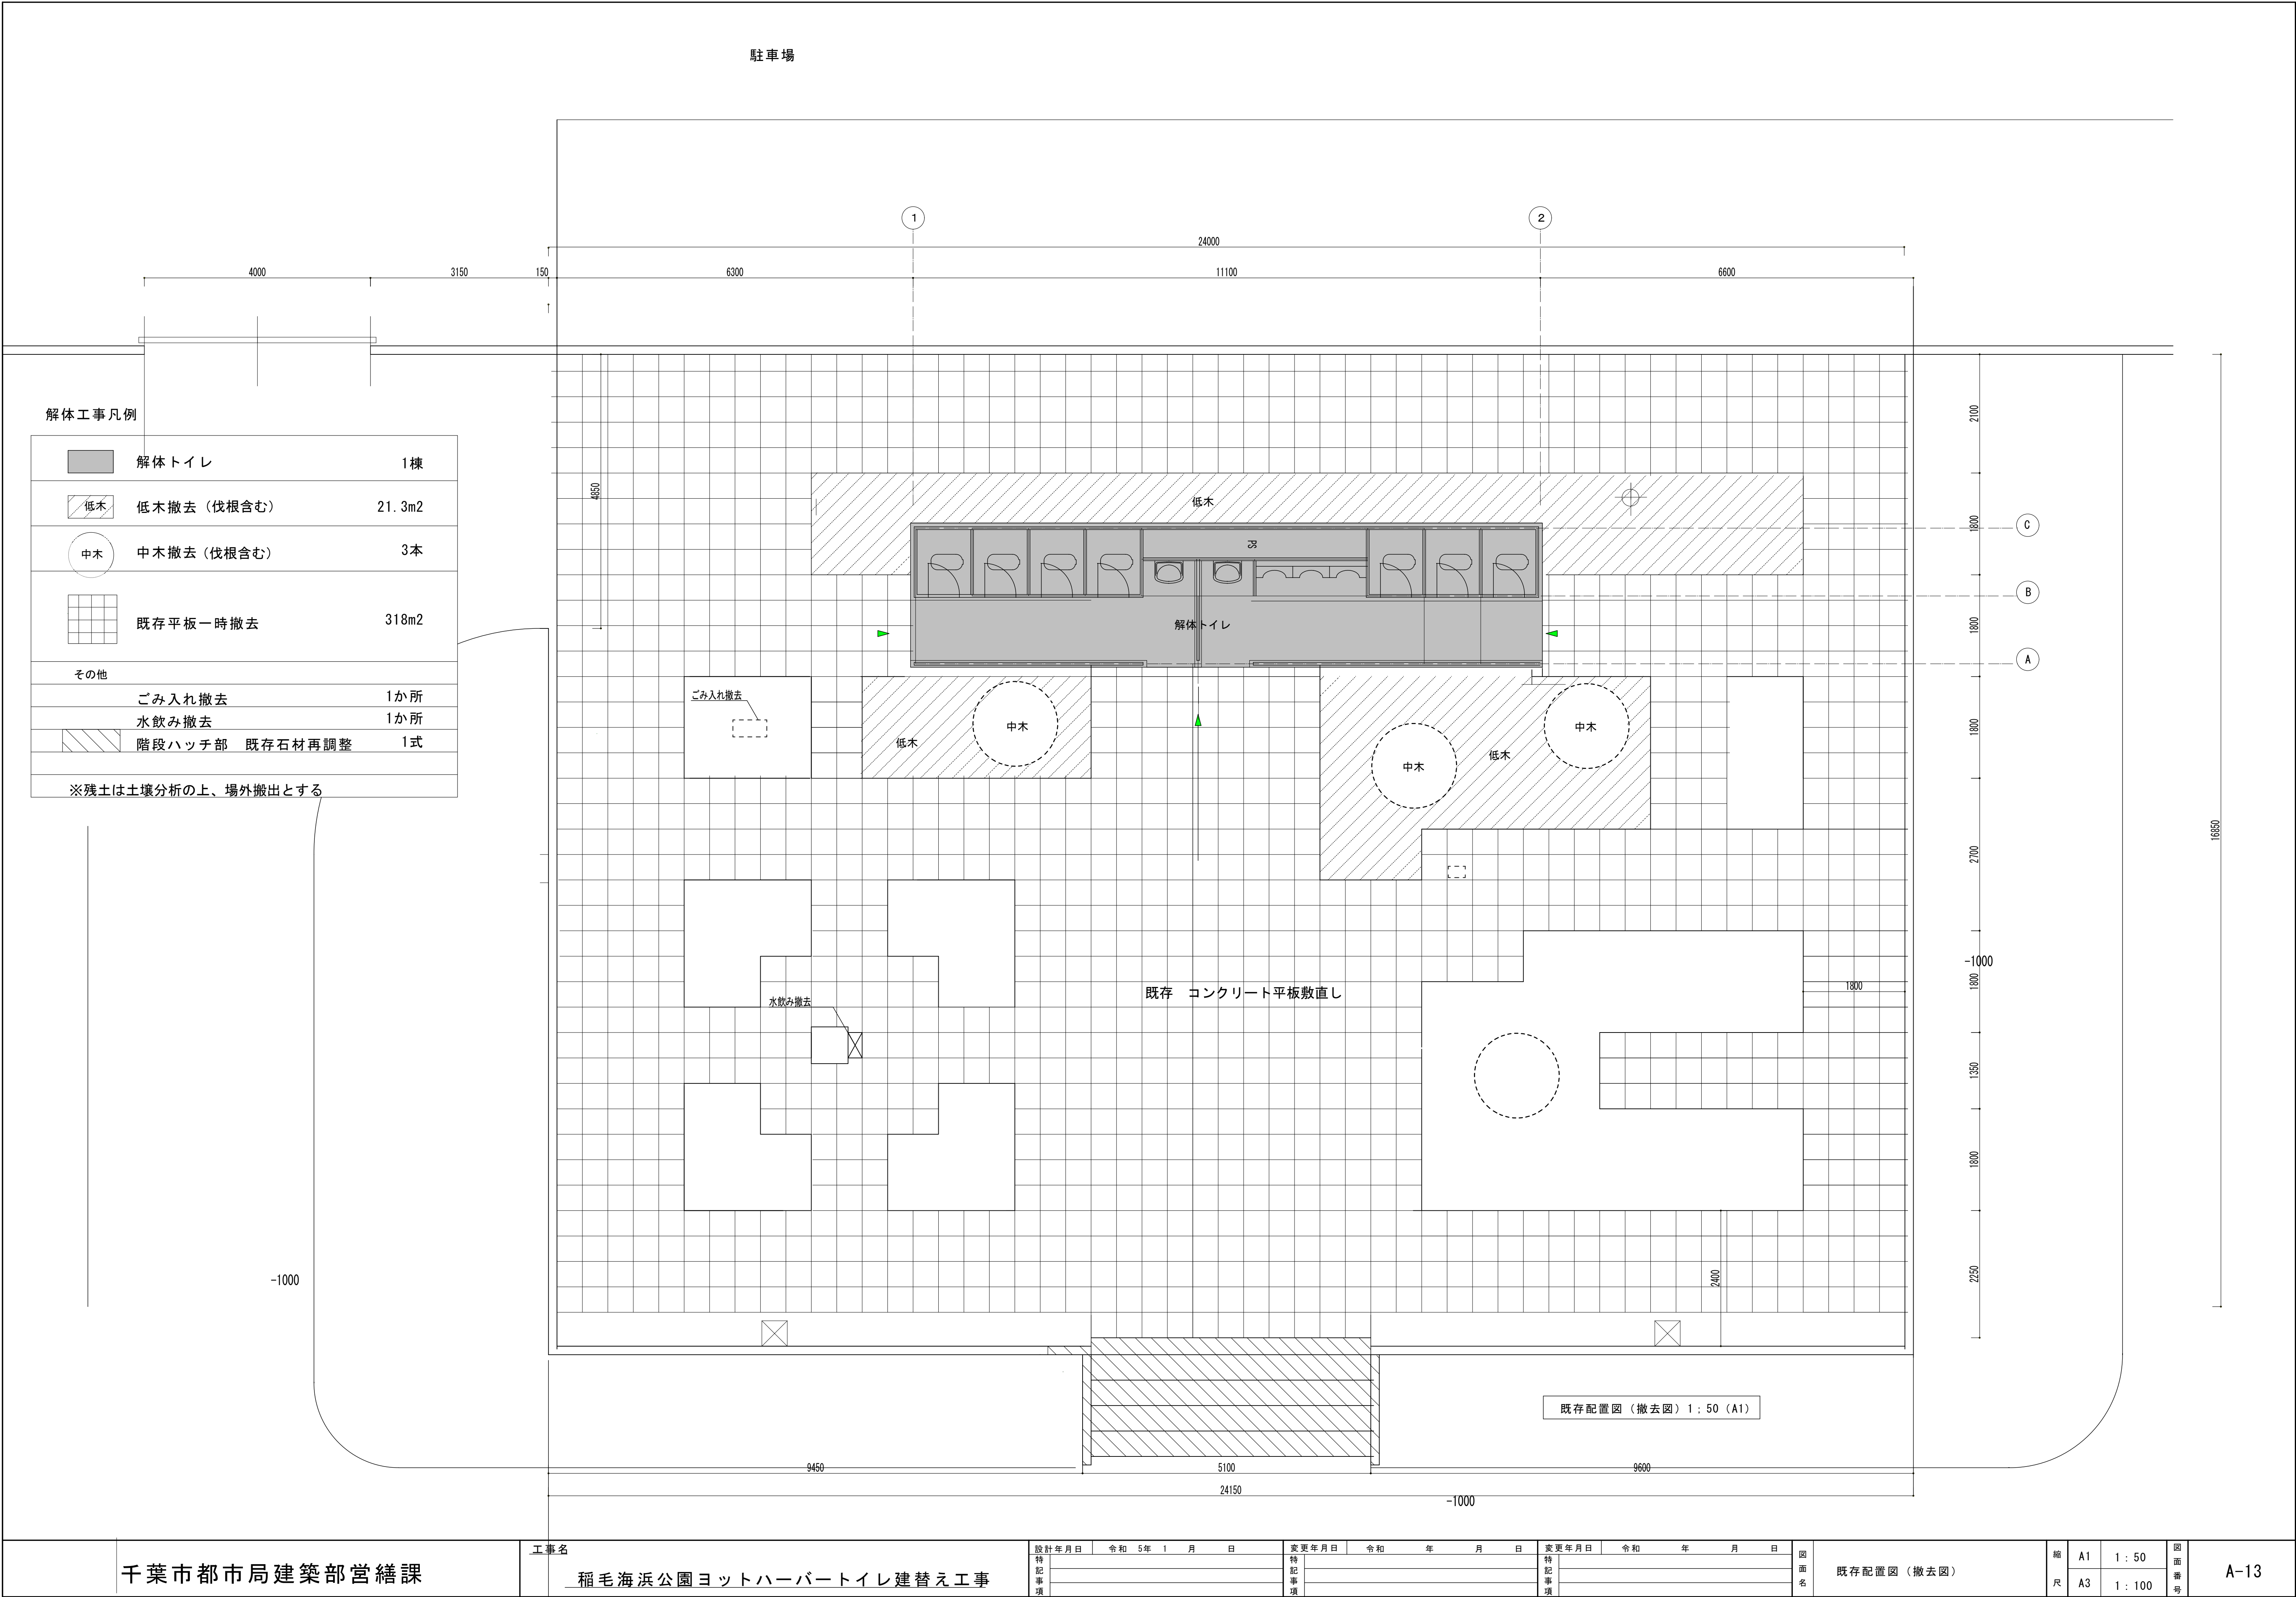 駐車場
1
2
24000
4000
3150
150
6300
11100
6600
解体工事凡例
解体トイレ 1棟
低木 低木撤去（伐根含む） 21.3m2
中木 中木撤去（伐根含む） 3本
既存平板一時撤去 318m2
その他
ごみ入れ撤去 1か所
水飲み撤去 1か所
階段ハッチ部　既存石材再調整 1式
※残土は土壌分析の上、場外搬出とする
4850
低木
PS
解体トイレ
C
B
A
ごみ入れ撤去
低木
中木
中木
低木
中木
水飲み撤去
既存　コンクリート平板敷直し
1800
2400
2100
1800
1800
1800
2700
-1000
1800
1350
1800
2250
16850
-1000
既存配置図（撤去図）1；50（A1）
9450
5100
9600
24150
-1000
千葉市都市局建築部営繕課
工事名
稲毛海浜公園ヨットハーバートイレ建替え工事
設計年月日 令和 5年 1 月 日
特記事項
変更年月日 令和 年 月 日
特記事項
変更年月日 令和 年 月 日
特記事項
図面名
既存配置図（撤去図）
縮尺
A1 1：50
A3 1：100
図面番号
A-13